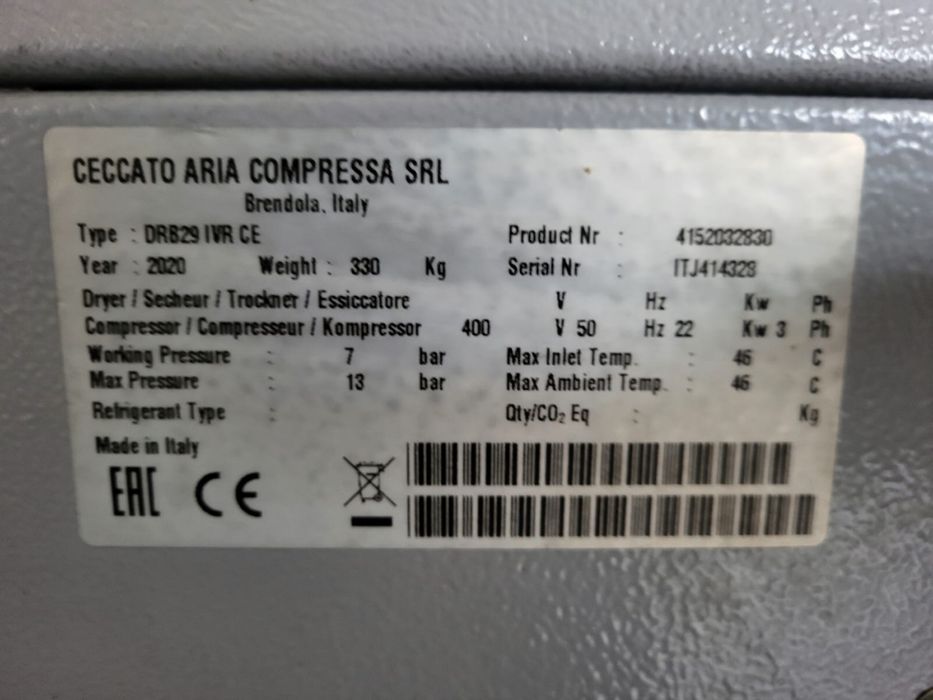 CECCATO ARIA COMPRESSA SRL
Brendola, Italy
Type : DRB29 IVR CE Product Nr : 4152032830
Year : 2020 Weight : 330 Kg Serial Nr : ITJ414328
Dryer / Secheur / Trockner / Essiccatore V Hz Kw Ph
Compressor / Compresseur / Kompressor 400 V 50 Hz 22 Kw 3 Ph
Working Pressure : 7 bar Max Inlet Temp. : 46 C
Max Pressure : 13 bar Max Ambient Temp. : 46 C
Refrigerant Type : Qty/CO₂ Eq : Kg
Made in Italy
EAC CE